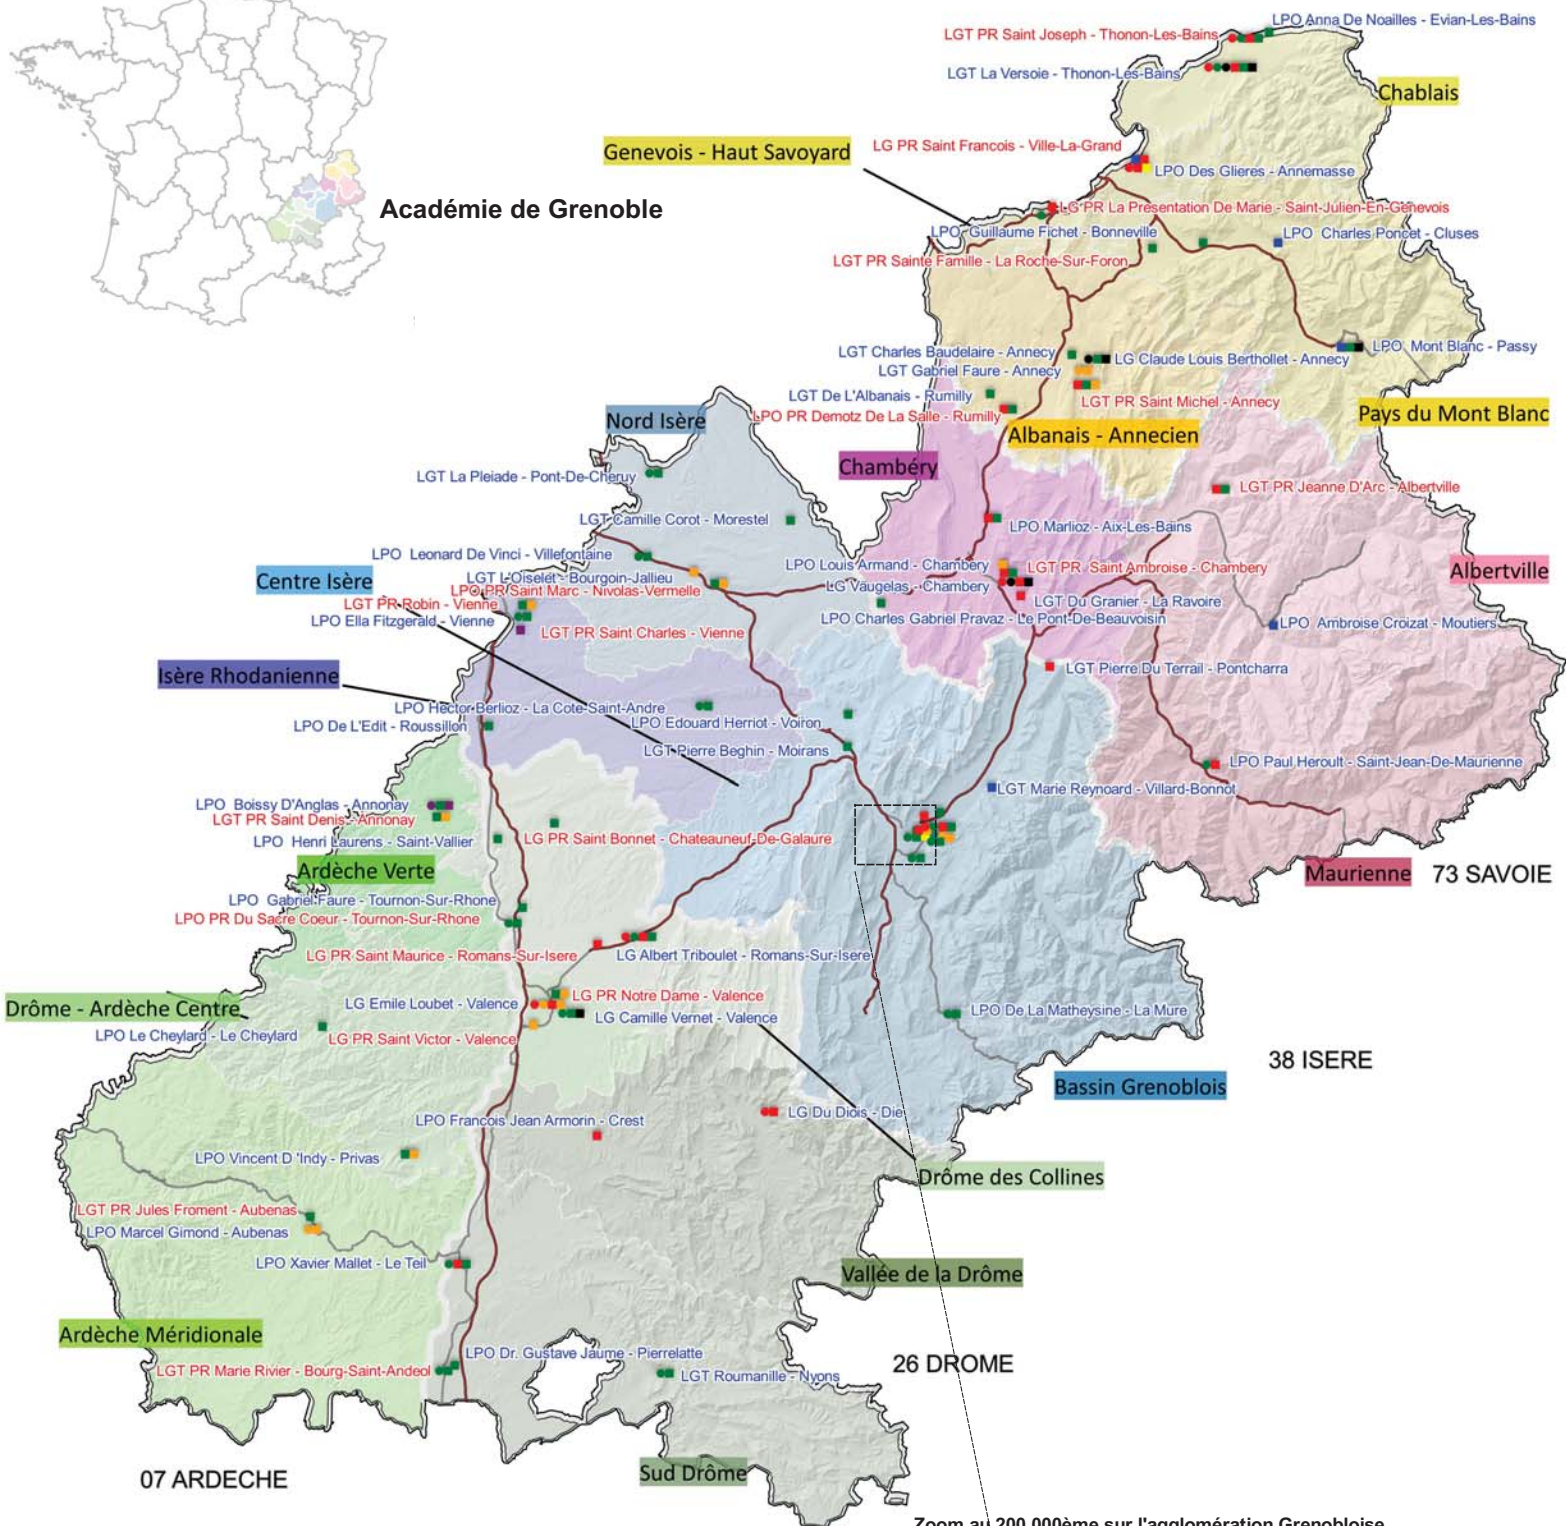 LPO Anna De Noailles - Evian-Les-Bains
LGT PR Saint Joseph - Thonon-Les-Bains
LGT La Versoie - Thonon-Les-Bains
Chablais
Genevois - Haut Savoyard
LG PR Saint Francois - Ville-La-Grand
LPO Des Glieres - Annemasse
Académie de Grenoble
LG PR La Presentation De Marie - Saint-Julien-En-Genevois
LPO Guillaume Fichet - Bonneville
LPO Charles Poncet - Cluses
LGT PR Sainte Famille - La Roche-Sur-Foron
LPO Mont Blanc - Passy
LGT Charles Baudelaire - Annecy
LG Claude Louis Berthollet - Annecy
LGT Gabriel Faure - Annecy
LGT De L'Albanais - Rumilly
LGT PR Saint Michel - Annecy
LPO PR Demotz De La Salle - Rumilly
Pays du Mont Blanc
Nord Isère
Albanais - Annecien
Chambéry
LGT La Pleiade - Pont-De-Cheruy
LGT PR Jeanne D'Arc - Albertville
LGT Camille Corot - Morestel
LPO Marlioz - Aix-Les-Bains
LPO Leonard De Vinci - Villefontaine
LPO Louis Armand - Chambery
LGT PR Saint Ambroise - Chambery
Albertville
Centre Isère
LGT L'Oiselet - Bourgoin-Jallieu
LG Vaugelas - Chambery
LPO PR Saint Marc - Nivolas-Vermelle
LGT PR Robin - Vienne
LGT Du Granier - La Ravoire
LPO Ella Fitzgerald - Vienne
LPO Charles Gabriel Pravaz - Le Pont-De-Beauvoisin
LPO Ambroise Croizat - Moutiers
LGT PR Saint Charles - Vienne
Isère Rhodanienne
LGT Pierre Du Terrail - Pontcharra
LPO Hector Berlioz - La Cote-Saint-Andre
LPO De L'Edit - Roussillon
LPO Edouard Herriot - Voiron
LGT Pierre Beghin - Moirans
LPO Paul Heroult - Saint-Jean-De-Maurienne
LGT Marie Reynoard - Villard-Bonnot
LPO Boissy D'Anglas - Annonay
LGT PR Saint Denis - Annonay
LPO Henri Laurens - Saint-Vallier
LG PR Saint Bonnet - Chateauneuf-De-Galaure
Ardèche Verte
Maurienne
73 SAVOIE
LPO Gabriel Faure - Tournon-Sur-Rhone
LPO PR Du Sacre Coeur - Tournon-Sur-Rhone
LG PR Saint Maurice - Romans-Sur-Isere
LG Albert Triboulet - Romans-Sur-Isere
LG PR Notre Dame - Valence
Drôme - Ardèche Centre
LG Emile Loubet - Valence
LG Camille Vernet - Valence
LPO De La Matheysine - La Mure
LPO Le Cheylard - Le Cheylard
LG PR Saint Victor - Valence
38 ISERE
Bassin Grenoblois
LPO Francois Jean Armorin - Crest
LG Du Diois - Die
LPO Vincent D 'Indy - Privas
Drôme des Collines
LGT PR Jules Froment - Aubenas
LPO Marcel Gimond - Aubenas
LPO Xavier Mallet - Le Teil
Vallée de la Drôme
Ardèche Méridionale
LPO Dr. Gustave Jaume - Pierrelatte
LGT PR Marie Rivier - Bourg-Saint-Andeol
LGT Roumanille - Nyons
26 DROME
Sud Drôme
07 ARDECHE
Zoom au 200 000ème sur l'agglomération Grenobloise